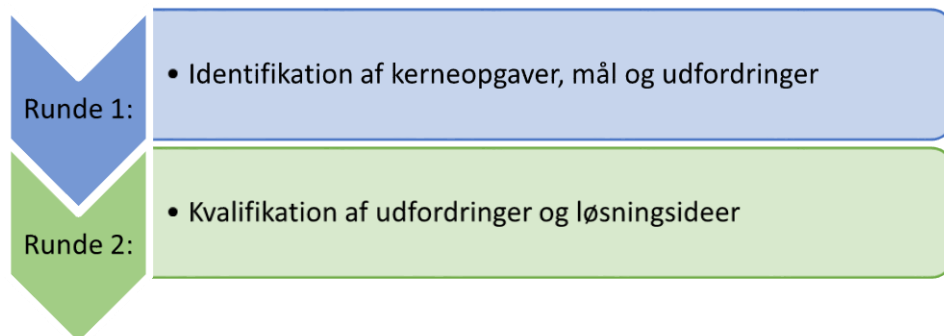 Runde 1:
• Identifikation af kerneopgaver, mål og udfordringer
Runde 2:
• Kvalifikation af udfordringer og løsningsideer